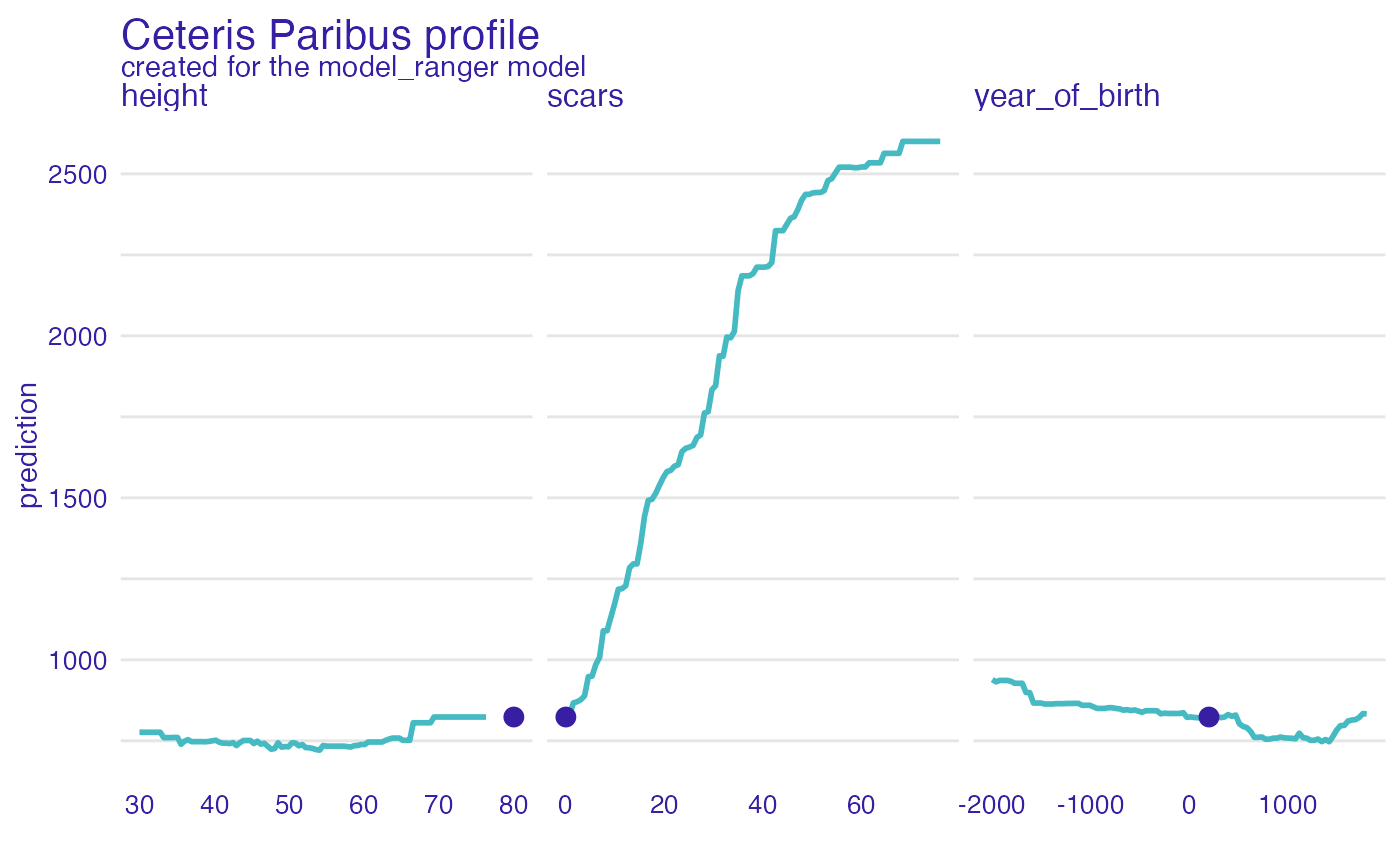 Ceteris Paribus profile
created for the model_ranger model
height scars year_of_birth
2500
2000
1500
1000
prediction
30 40 50 60 70 80 0 20 40 60 -2000 -1000 0 1000